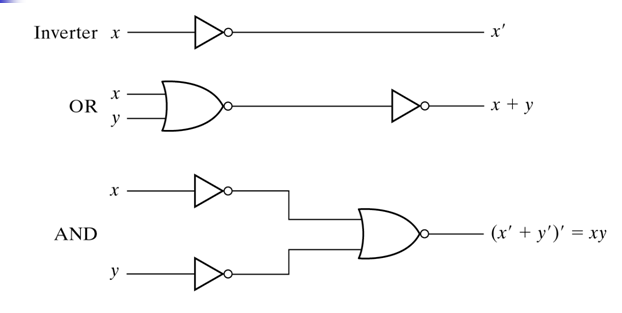 Inverter x x′
OR x y x + y
x
AND (x′ + y′)′ = xy
y